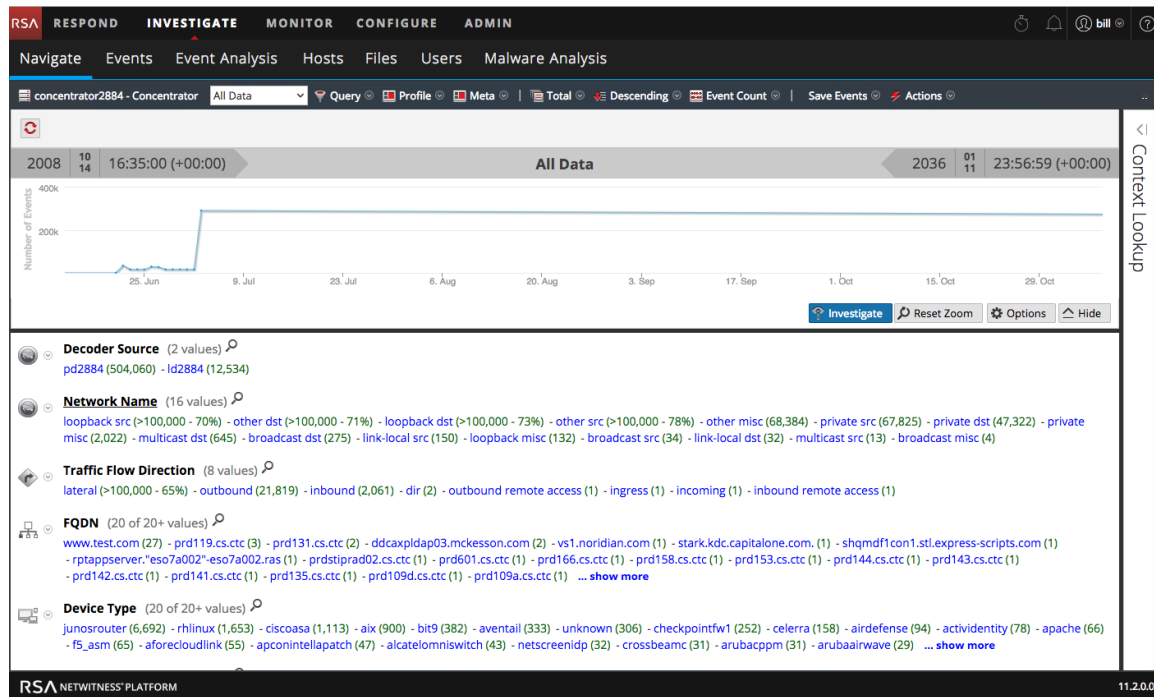 RSA RESPOND INVESTIGATE MONITOR CONFIGURE ADMIN bill
Navigate Events Event Analysis Hosts Files Users Malware Analysis
concentrator2884 - Concentrator All Data Query Profile Meta | Total Descending Event Count | Save Events Actions
Context Lookup
2008 10 14 16:35:00 (+00:00) All Data 2036 01 11 23:56:59 (+00:00)
Number of Events
400k
200k
25. Jun 9. Jul 23. Jul 6. Aug 20. Aug 3. Sep 17. Sep 1. Oct 15. Oct 29. Oct
Investigate Reset Zoom Options Hide
Decoder Source (2 values)
pd2884 (504,060) - ld2884 (12,534)
Network Name (16 values)
loopback src (>100,000 - 70%) - other dst (>100,000 - 71%) - loopback dst (>100,000 - 73%) - other src (>100,000 - 78%) - other misc (68,384) - private src (67,825) - private dst (47,322) - private
misc (2,022) - multicast dst (645) - broadcast dst (275) - link-local src (150) - loopback misc (132) - broadcast src (34) - link-local dst (32) - multicast src (13) - broadcast misc (4)
Traffic Flow Direction (8 values)
lateral (>100,000 - 65%) - outbound (21,819) - inbound (2,061) - dir (2) - outbound remote access (1) - ingress (1) - incoming (1) - inbound remote access (1)
FQDN (20 of 20+ values)
www.test.com (27) - prd119.cs.ctc (3) - prd131.cs.ctc (2) - ddcaxpldap03.mckesson.com (2) - vs1.noridian.com (1) - stark.kdc.capitalone.com. (1) - shqmdf1con1.stl.express-scripts.com (1)
- rptappserver."eso7a002"-eso7a002.ras (1) - prdstiprad02.cs.ctc (1) - prd601.cs.ctc (1) - prd166.cs.ctc (1) - prd158.cs.ctc (1) - prd153.cs.ctc (1) - prd144.cs.ctc (1) - prd143.cs.ctc (1)
- prd142.cs.ctc (1) - prd141.cs.ctc (1) - prd135.cs.ctc (1) - prd109d.cs.ctc (1) - prd109a.cs.ctc (1) ... show more
Device Type (20 of 20+ values)
junosrouter (6,692) - rhlinux (1,653) - ciscoasa (1,113) - aix (900) - bit9 (382) - aventail (333) - unknown (306) - checkpointfw1 (252) - celerra (158) - airdefense (94) - actividentity (78) - apache (66)
- f5_asm (65) - aforecloudlink (55) - apconintellapatch (47) - alcatelomniswitch (43) - netscreenidp (32) - crossbeamc (31) - arubacppm (31) - arubaairwave (29) ... show more
RSA NETWITNESS® PLATFORM 11.2.0.0